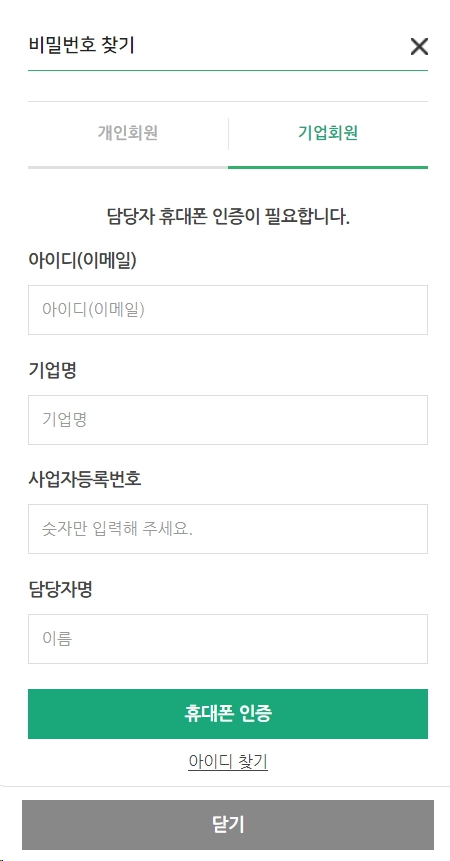 비밀번호 찾기
개인회원
기업회원
담당자 휴대폰 인증이 필요합니다.
아이디(이메일)
아이디(이메일)
기업명
기업명
사업자등록번호
숫자만 입력해 주세요.
담당자명
이름
휴대폰 인증
아이디 찾기
닫기